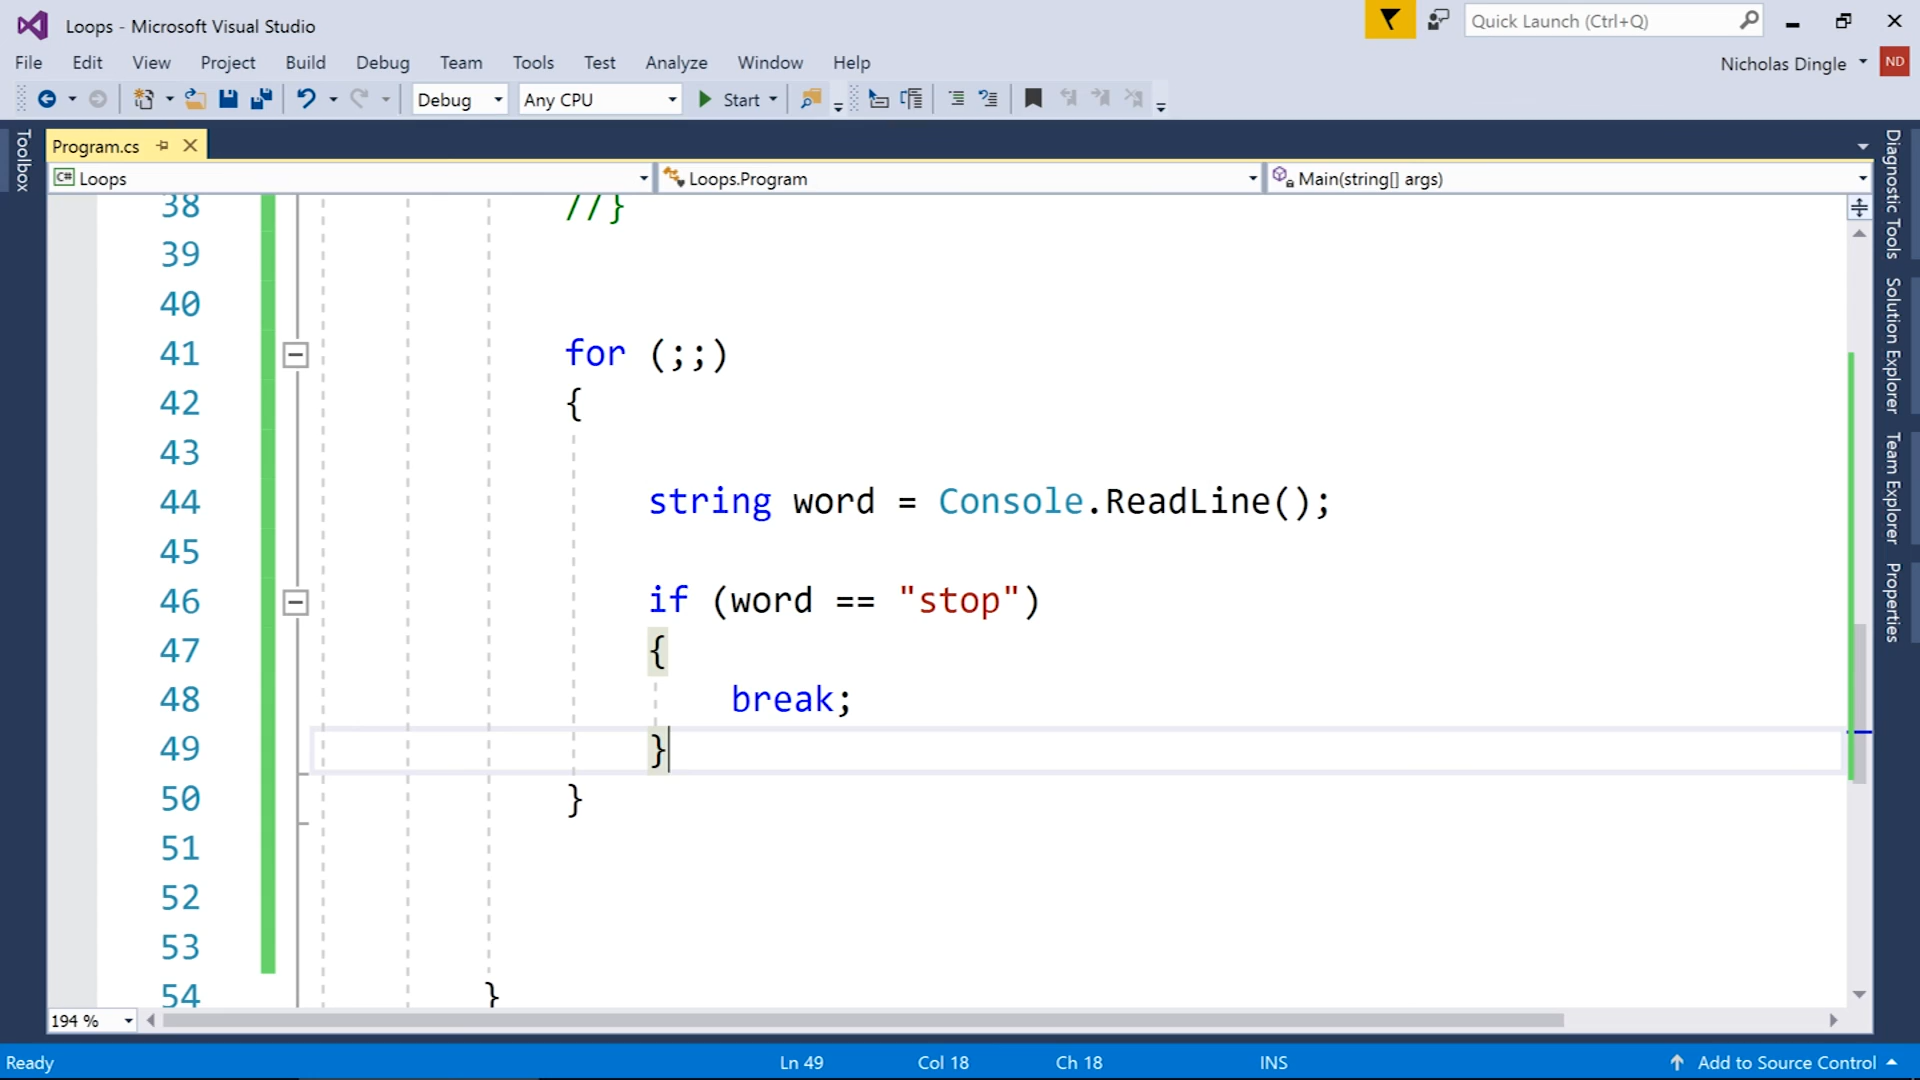 Loops - Microsoft Visual Studio
Quick Launch (Ctrl+Q)
File Edit View Project Build Debug Team Tools Test Analyze Window Help
Nicholas Dingle ND
Debug Any CPU Start
Toolbox
Program.cs
C# Loops
Loops.Program
Main(string[] args)
38 //}
39
40
41 for (;;)
42 {
43
44 string word = Console.ReadLine();
45
46 if (word == "stop")
47 {
48 break;
49 }
50 }
51
52
53
54 }
Diagnostic Tools
Solution Explorer
Team Explorer
Properties
194 %
Ready Ln 49 Col 18 Ch 18 INS Add to Source Control